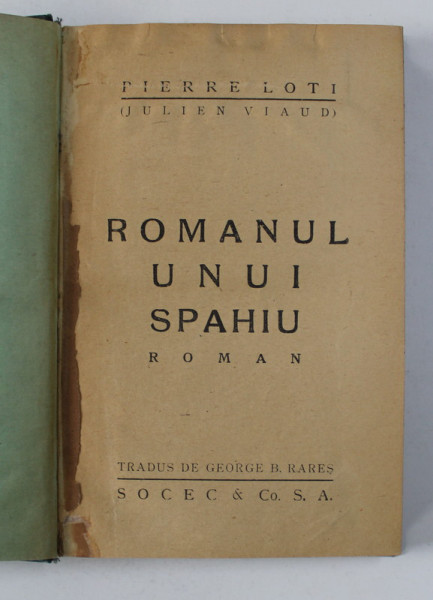 PIERRE LOTI
(JULIEN VIAUD)
ROMANUL
UNUI
SPAHIU
ROMAN
TRADUS DE GEORGE B. RAREȘ
SOCEC & Co. S. A.